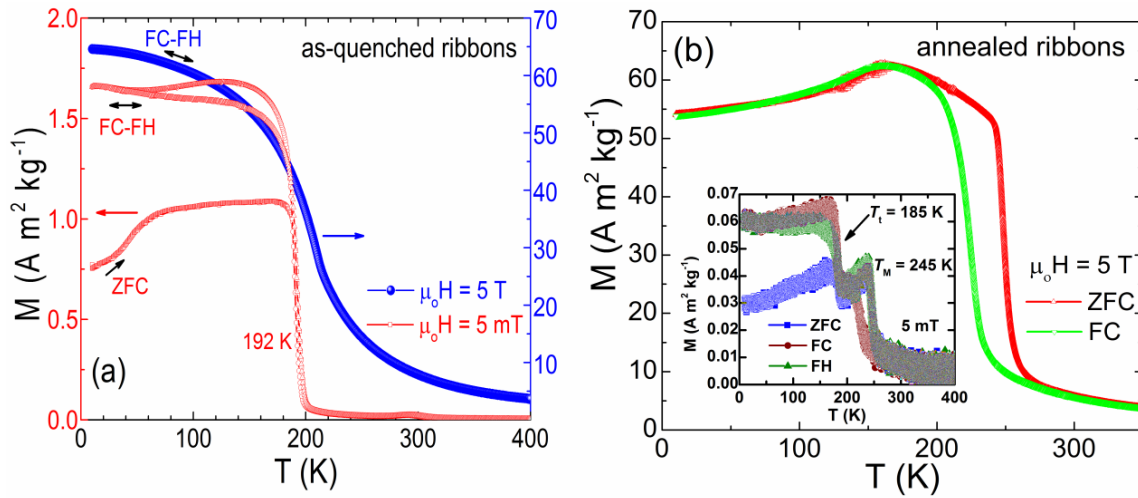 2.0
1.5
1.0
0.5
0.0
M (A m² kg⁻¹)
0
100
200
300
400
T (K)
70
60
50
40
30
20
10
FC-FH
as-quenched ribbons
FC-FH
ZFC
192 K
μₒH = 5 T
μₒH = 5 mT
(a)
(b)
annealed ribbons
70
60
50
40
30
20
10
0
M (A m² kg⁻¹)
0
100
200
300
T (K)
μₒH = 5 T
ZFC
FC
0.07
0.06
0.05
0.04
0.03
0.02
0.01
0.00
M (A m² kg⁻¹)
0
100
200
300
400
T (K)
Tt = 185 K
TM = 245 K
5 mT
ZFC
FC
FH